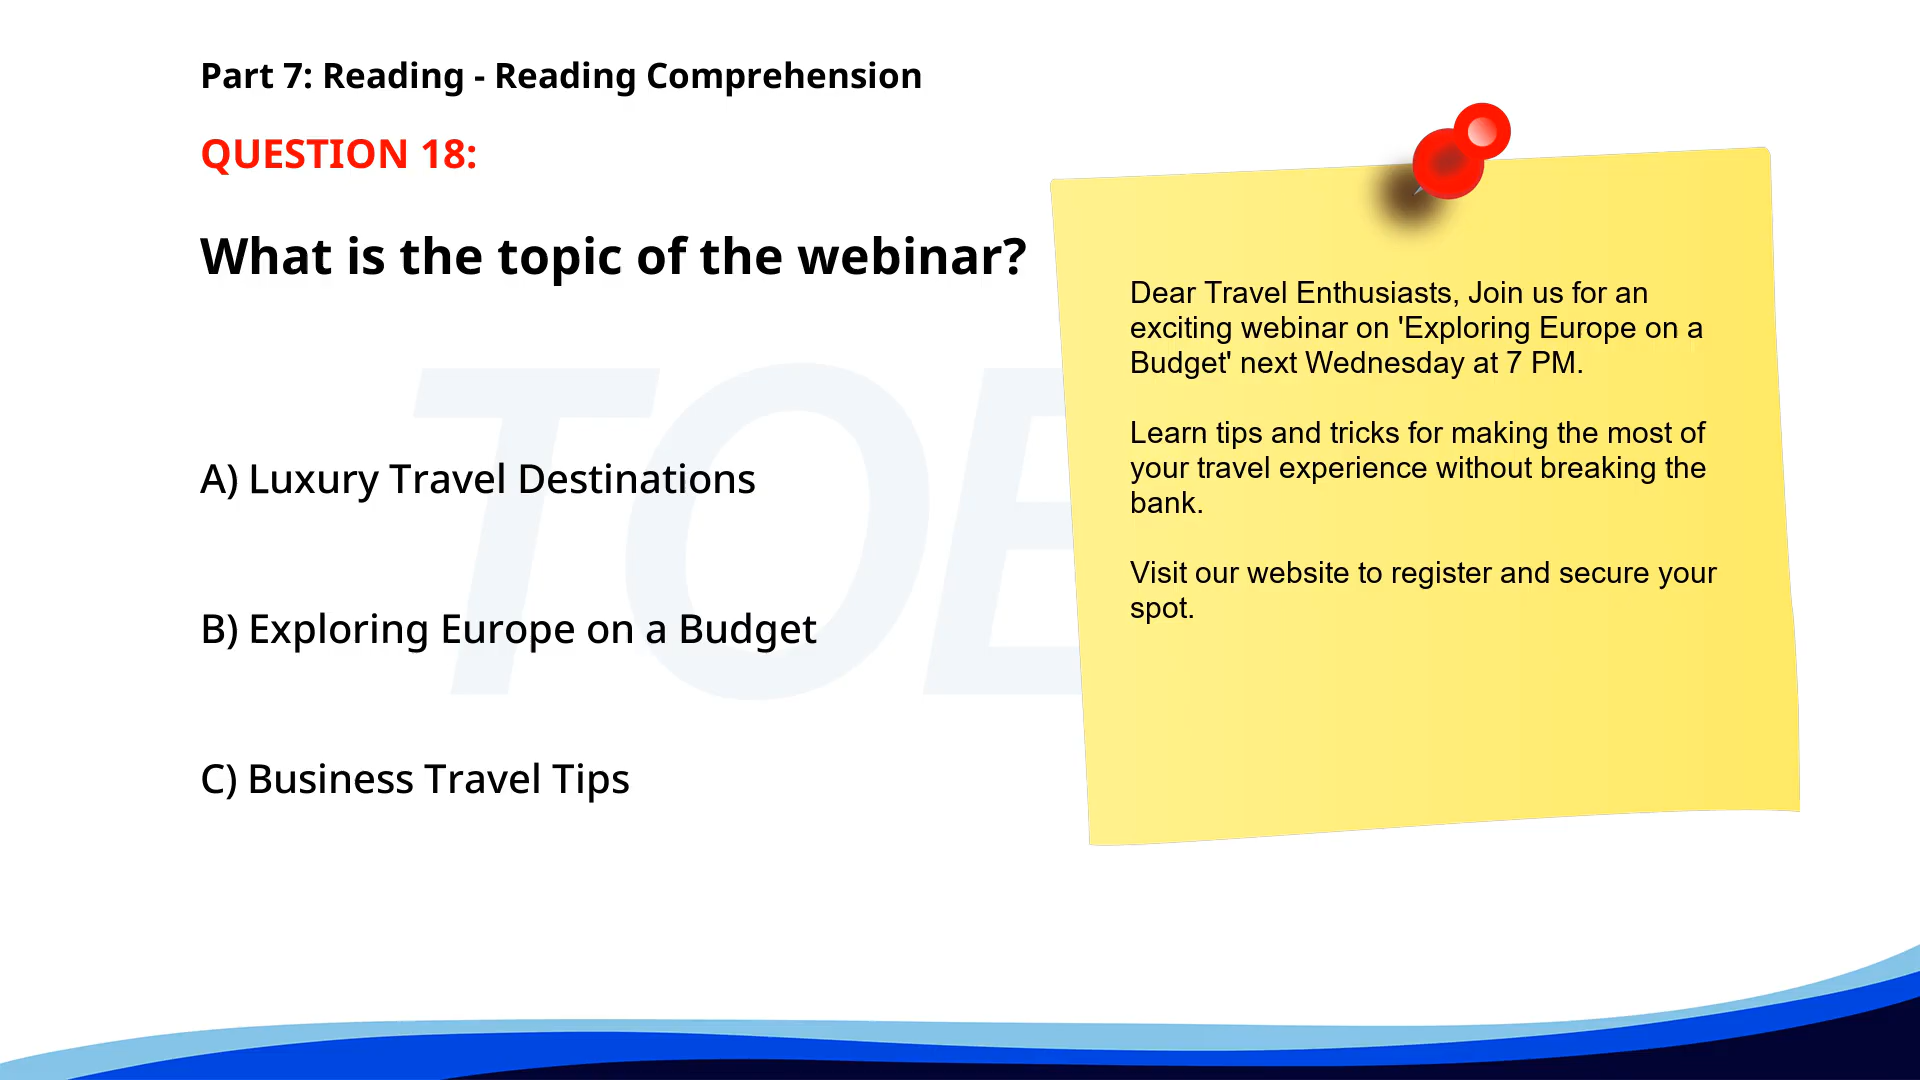 Part 7: Reading - Reading Comprehension
QUESTION 18:
What is the topic of the webinar?
A) Luxury Travel Destinations
B) Exploring Europe on a Budget
C) Business Travel Tips
Dear Travel Enthusiasts, Join us for an
exciting webinar on 'Exploring Europe on a
Budget' next Wednesday at 7 PM.
Learn tips and tricks for making the most of
your travel experience without breaking the
bank.
Visit our website to register and secure your
spot.